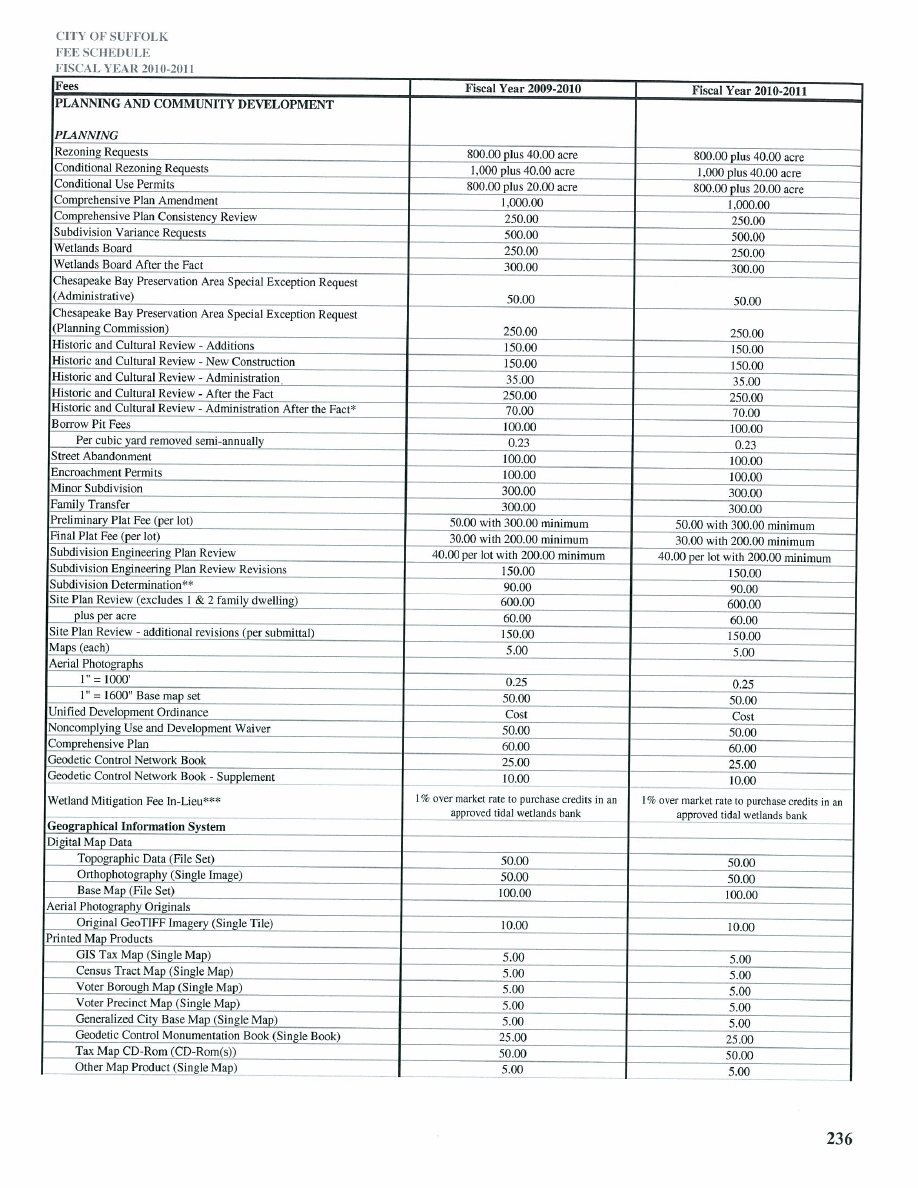 CITY OF SUFFOLK
FEE SCHEDULE
FISCAL YEAR 2010-2011
Fees Fiscal Year 2009-2010 Fiscal Year 2010-2011
PLANNING AND COMMUNITY DEVELOPMENT
PLANNING
Rezoning Requests 800.00 plus 40.00 acre 800.00 plus 40.00 acre
Conditional Rezoning Requests 1,000 plus 40.00 acre 1,000 plus 40.00 acre
Conditional Use Permits 800.00 plus 20.00 acre 800.00 plus 20.00 acre
Comprehensive Plan Amendment 1,000.00 1,000.00
Comprehensive Plan Consistency Review 250.00 250.00
Subdivision Variance Requests 500.00 500.00
Wetlands Board 250.00 250.00
Wetlands Board After the Fact 300.00 300.00
Chesapeake Bay Preservation Area Special Exception Request
(Administrative) 50.00 50.00
Chesapeake Bay Preservation Area Special Exception Request
(Planning Commission) 250.00 250.00
Historic and Cultural Review - Additions 150.00 150.00
Historic and Cultural Review - New Construction 150.00 150.00
Historic and Cultural Review - Administration 35.00 35.00
Historic and Cultural Review - After the Fact 250.00 250.00
Historic and Cultural Review - Administration After the Fact* 70.00 70.00
Borrow Pit Fees 100.00 100.00
Per cubic yard removed semi-annually 0.23 0.23
Street Abandonment 100.00 100.00
Encroachment Permits 100.00 100.00
Minor Subdivision 300.00 300.00
Family Transfer 300.00 300.00
Preliminary Plat Fee (per lot) 50.00 with 300.00 minimum 50.00 with 300.00 minimum
Final Plat Fee (per lot) 30.00 with 200.00 minimum 30.00 with 200.00 minimum
Subdivision Engineering Plan Review 40.00 per lot with 200.00 minimum 40.00 per lot with 200.00 minimum
Subdivision Engineering Plan Review Revisions 150.00 150.00
Subdivision Determination** 90.00 90.00
Site Plan Review (excludes 1 & 2 family dwelling) 600.00 600.00
plus per acre 60.00 60.00
Site Plan Review - additional revisions (per submittal) 150.00 150.00
Maps (each) 5.00 5.00
Aerial Photographs
1" = 1000' 0.25 0.25
1" = 1600" Base map set 50.00 50.00
Unified Development Ordinance Cost Cost
Noncomplying Use and Development Waiver 50.00 50.00
Comprehensive Plan 60.00 60.00
Geodetic Control Network Book 25.00 25.00
Geodetic Control Network Book - Supplement 10.00 10.00
Wetland Mitigation Fee In-Lieu*** 1% over market rate to purchase credits in an 1% over market rate to purchase credits in an
approved tidal wetlands bank approved tidal wetlands bank
Geographical Information System
Digital Map Data
Topographic Data (File Set) 50.00 50.00
Orthophotography (Single Image) 50.00 50.00
Base Map (File Set) 100.00 100.00
Aerial Photography Originals
Original GeoTIFF Imagery (Single Tile) 10.00 10.00
Printed Map Products
GIS Tax Map (Single Map) 5.00 5.00
Census Tract Map (Single Map) 5.00 5.00
Voter Borough Map (Single Map) 5.00 5.00
Voter Precinct Map (Single Map) 5.00 5.00
Generalized City Base Map (Single Map) 5.00 5.00
Geodetic Control Monumentation Book (Single Book) 25.00 25.00
Tax Map CD-Rom (CD-Rom(s)) 50.00 50.00
Other Map Product (Single Map) 5.00 5.00
236